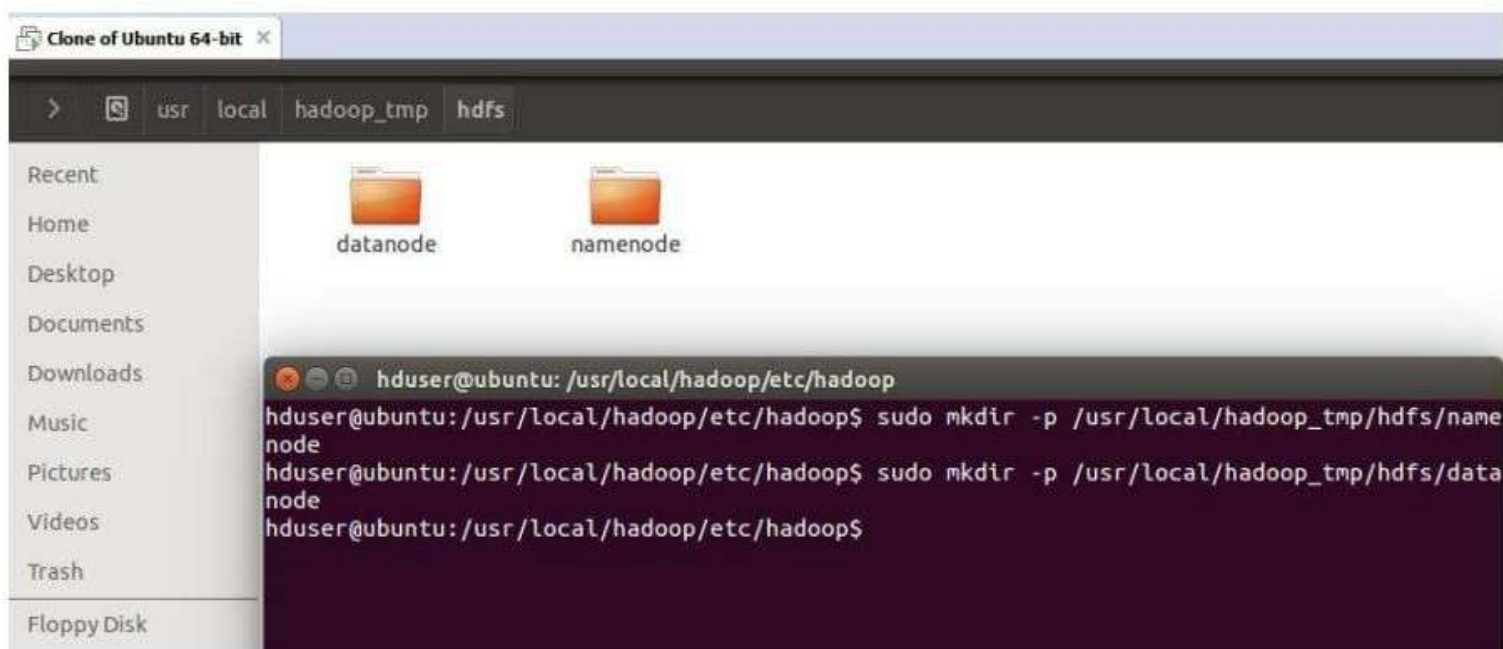 Clone of Ubuntu 64-bit ×
> usr local hadoop_tmp hdfs
Recent
Home
Desktop
Documents
Downloads
Music
Pictures
Videos
Trash
Floppy Disk
datanode namenode
hduser@ubuntu: /usr/local/hadoop/etc/hadoop
hduser@ubuntu:/usr/local/hadoop/etc/hadoop$ sudo mkdir -p /usr/local/hadoop_tmp/hdfs/name
node
hduser@ubuntu:/usr/local/hadoop/etc/hadoop$ sudo mkdir -p /usr/local/hadoop_tmp/hdfs/data
node
hduser@ubuntu:/usr/local/hadoop/etc/hadoop$